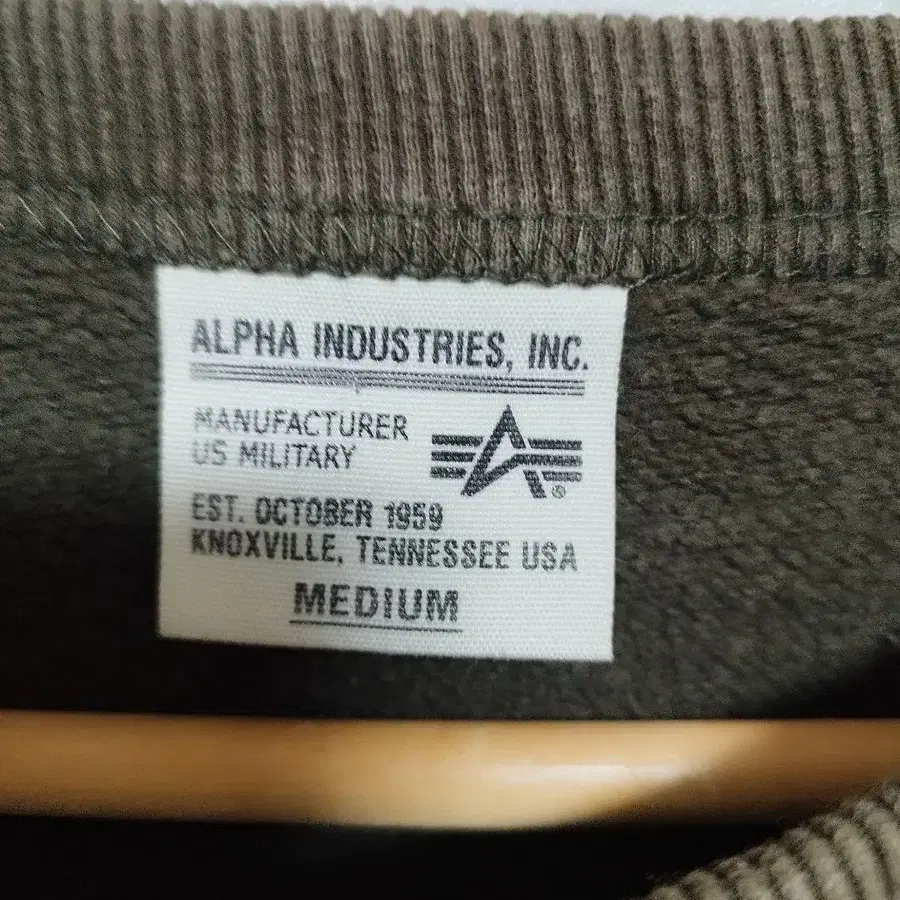 ALPHA INDUSTRIES, INC.
MANUFACTURER
US MILITARY
EST. OCTOBER 1959
KNOXVILLE, TENNESSEE USA
MEDIUM